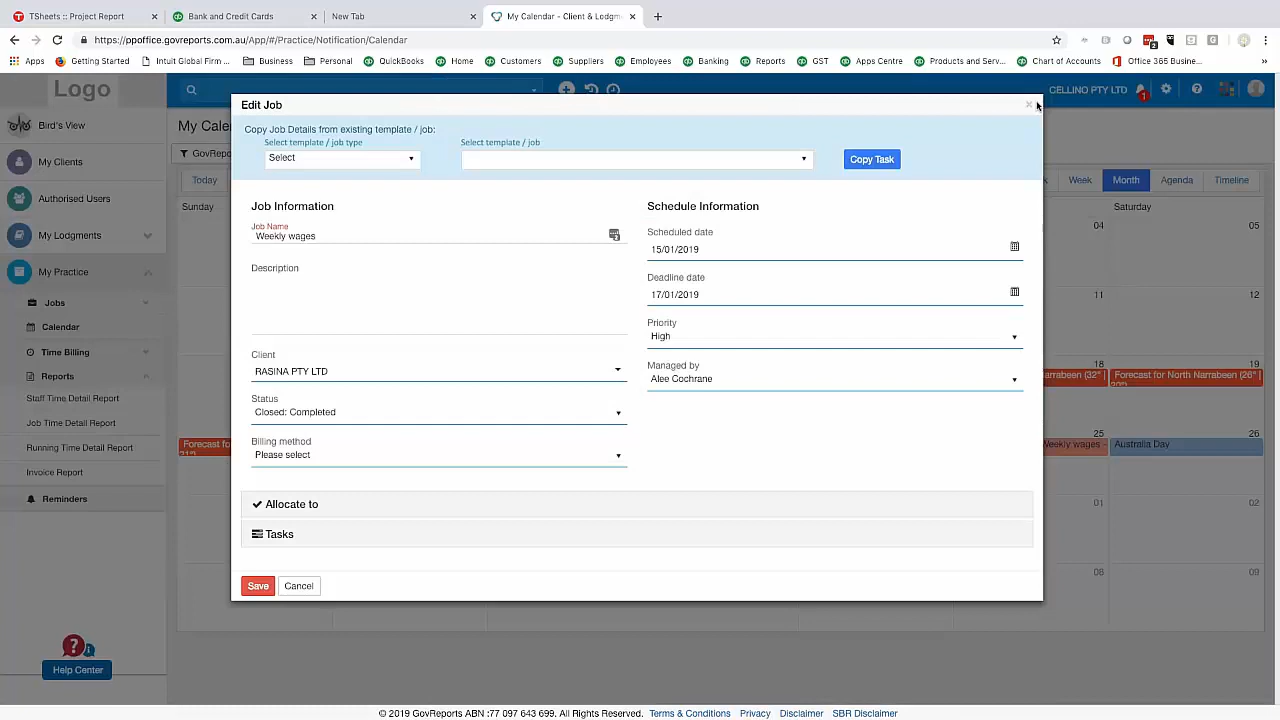 TSheets :: Project Report
Bank and Credit Cards
New Tab
My Calendar - Client & Lodgm
https://ppoffice.govreports.com.au/App/#/Practice/Notification/Calendar
Apps
Getting Started
Intuit Global Firm ...
Business
Personal
QuickBooks
Home
Customers
Suppliers
Employees
Banking
Reports
GST
Apps Centre
Products and Serv...
Chart of Accounts
Office 365 Busine...
Logo
CELLINO PTY LTD
1
Bird's View
My Clients
Authorised Users
My Lodgments
My Practice
Jobs
Calendar
Time Billing
Reports
Staff Time Detail Report
Job Time Detail Report
Running Time Detail Report
Invoice Report
Reminders
Help Center
My Cale
GovRepo
Today
Week
Month
Agenda
Timeline
Sunday
Saturday
04
05
11
12
18
19
arrabeen (32° |
Forecast for North Narrabeen (26° |
25
26
Forecast fo
Weekly wages -
Australia Day
01
02
08
09
Edit Job
Copy Job Details from existing template / job:
Select template / job type
Select template / job
Select
Copy Task
Job Information
Job Name
Weekly wages
Description
Client
RASINA PTY LTD
Status
Closed: Completed
Billing method
Please select
Schedule Information
Scheduled date
15/01/2019
Deadline date
17/01/2019
Priority
High
Managed by
Alee Cochrane
Allocate to
Tasks
Save
Cancel
© 2019 GovReports ABN :77 097 643 699. All Rights Reserved.
Terms & Conditions
Privacy
Disclaimer
SBR Disclaimer